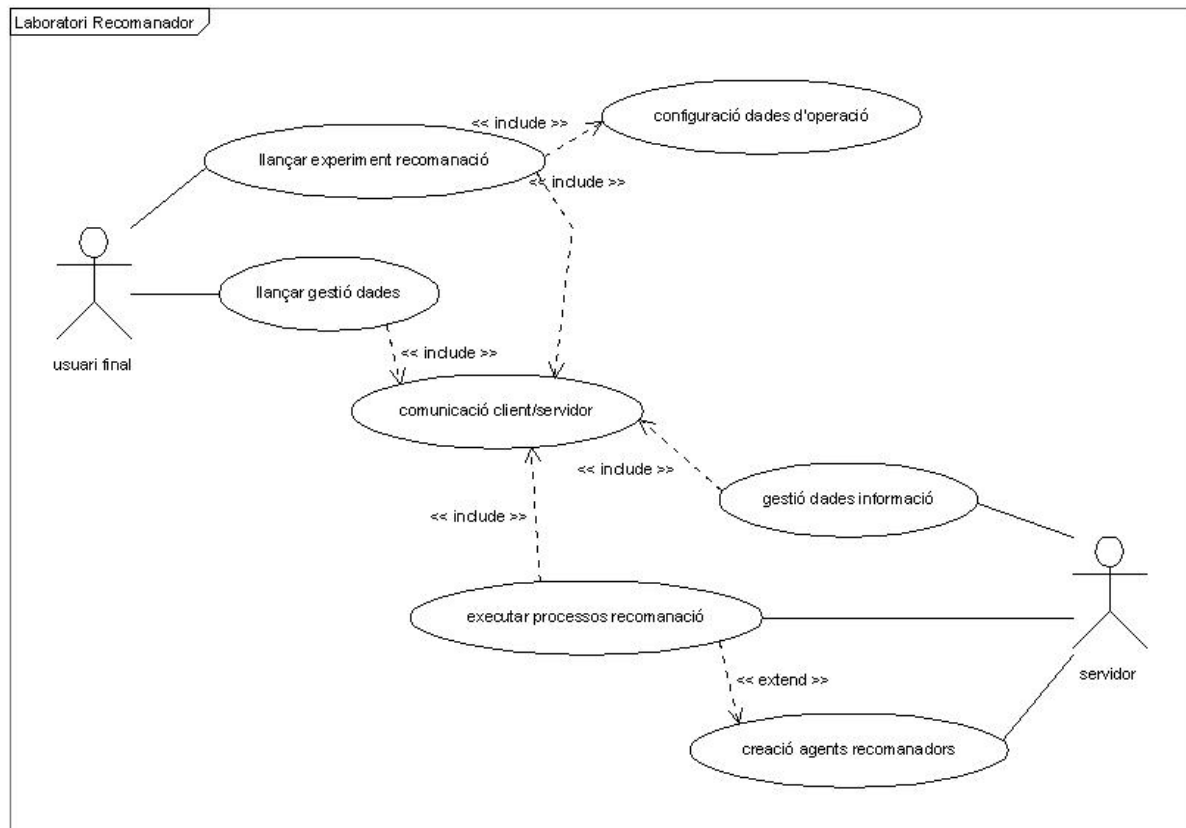 Laboratori Recomanador
configuració dades d'operació
<< include >>
llançar experiment recomanació
<< include >>
llançar gestió dades
<< include >>
usuari final
comunicació client/servidor
<< include >>
gestió dades informació
<< include >>
executar processos recomanació
servidor
<< extend >>
creació agents recomanadors